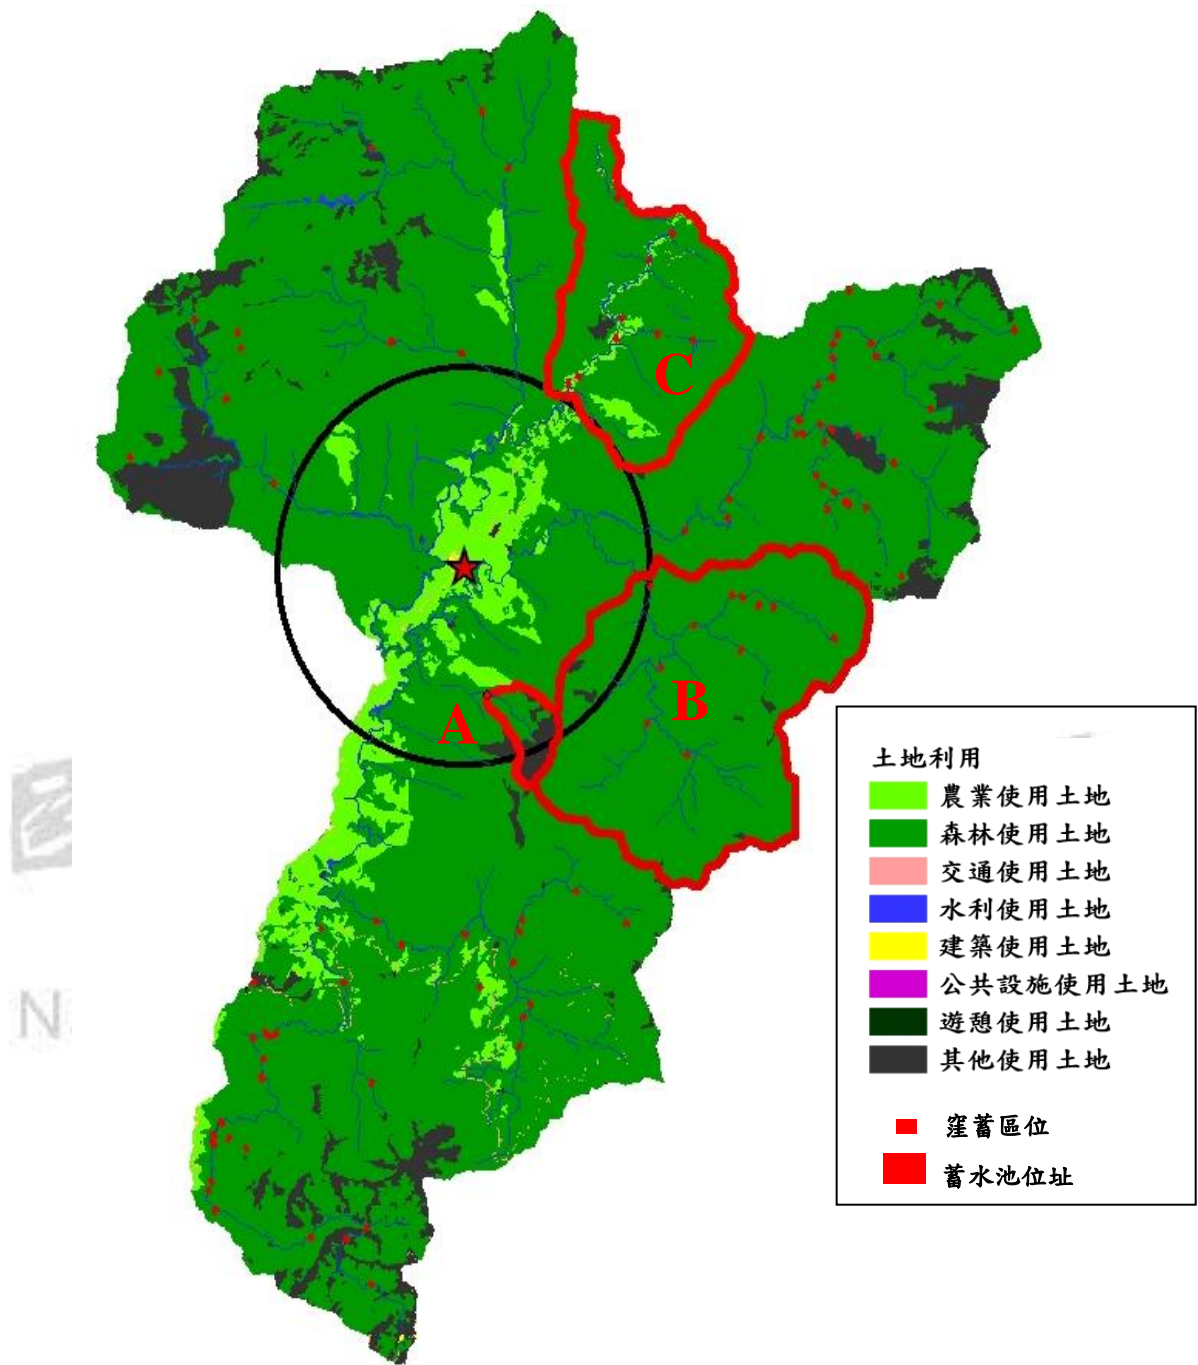 C
B
A
土地利用
農業使用土地
森林使用土地
交通使用土地
水利使用土地
建築使用土地
公共設施使用土地
遊憩使用土地
其他使用土地
窪蓄區位
蓄水池位址
N